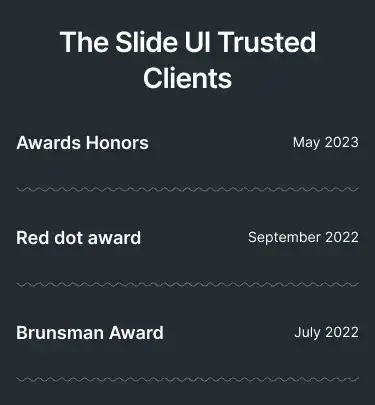 The Slide UI Trusted
Clients
Awards Honors May 2023
Red dot award September 2022
Brunsman Award July 2022